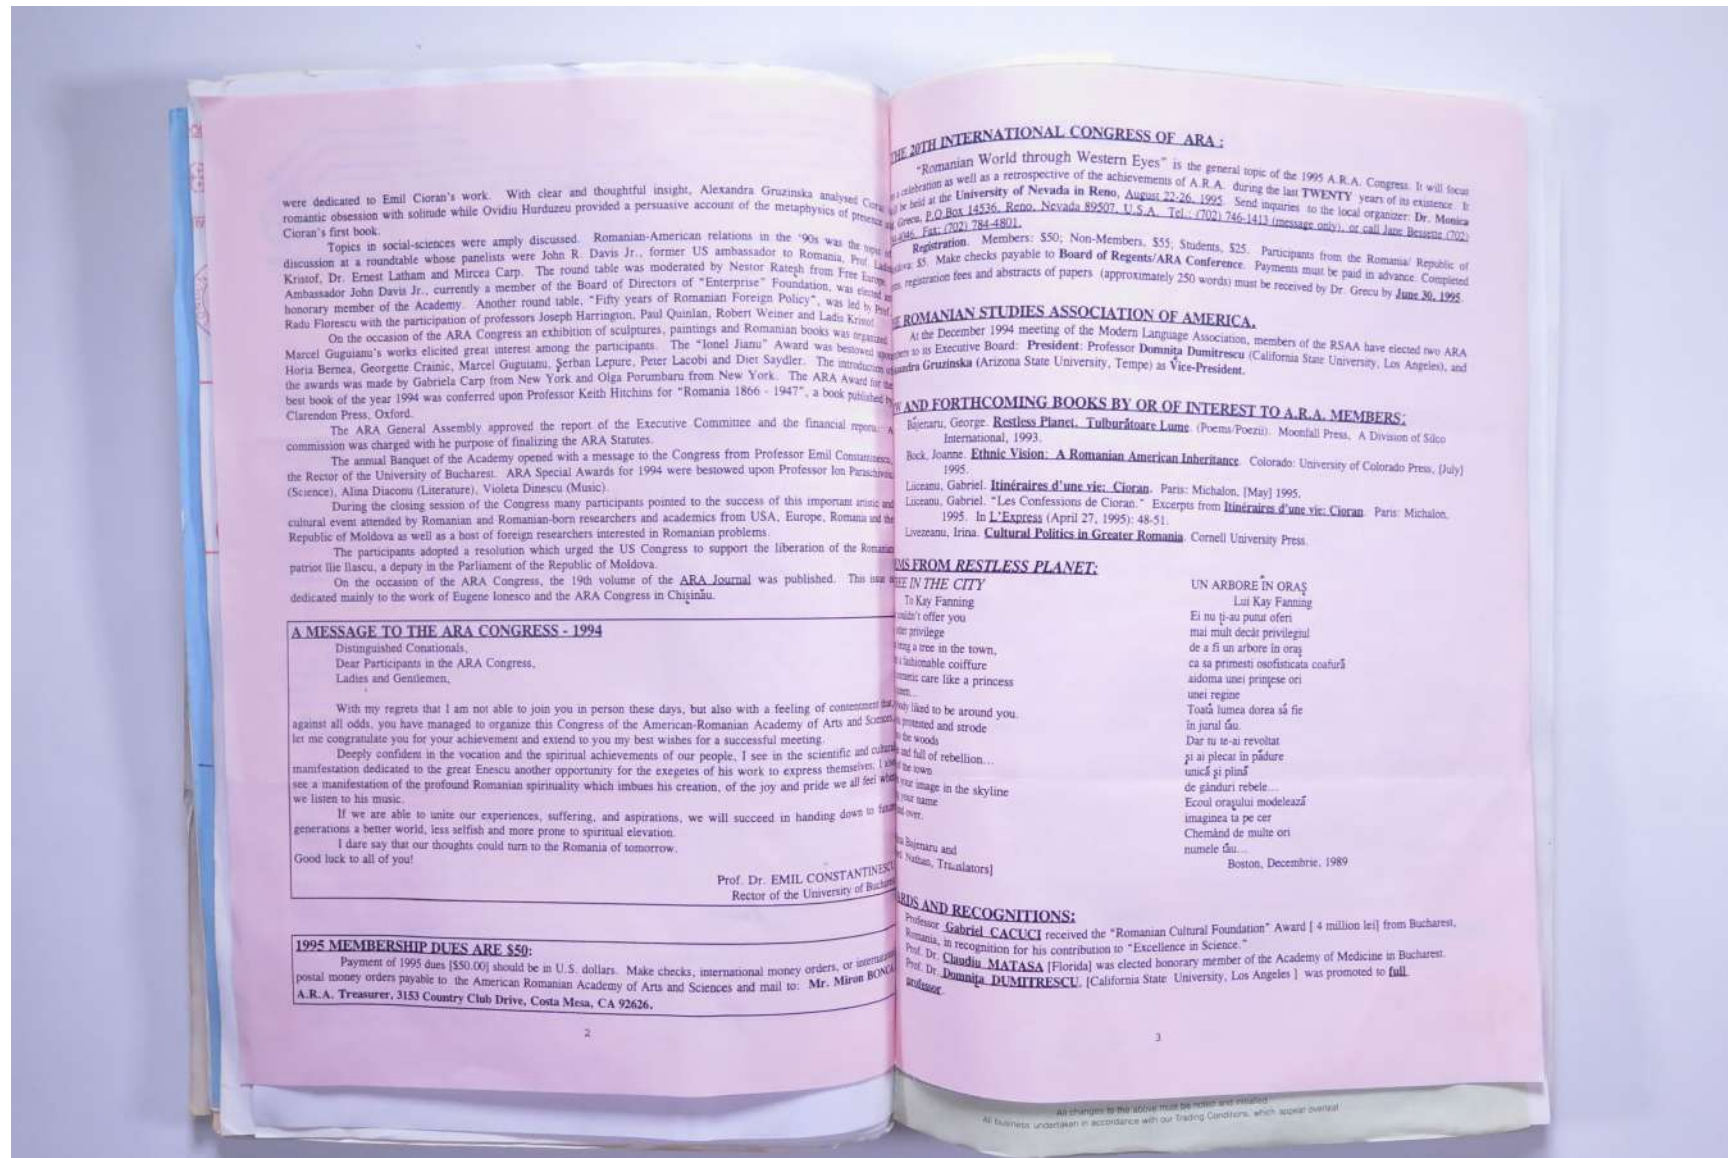 were dedicated to Emil Cioran's work. With clear and thoughtful insight, Alexandra Gruzinska analysed
romantic obsession with solitude while Ovidiu Hurduzeu provided a persuasive account of the metaphysics of presence
Cioran's first book.
Topics in social-sciences were amply discussed. Romanian-American relations in the '90s was the topic of
discussion at a roundtable whose panelists were John R. Davis Jr., former US ambassador to Romania, Prof. Ladis
Kristof, Dr. Ernest Latham and Mircea Carp. The round table was moderated by Nestor Ratesh from Free Europe.
Ambassador John Davis Jr., currently a member of the Board of Directors of "Enterprise" Foundation, was elected
honorary member of the Academy. Another round table, "Fifty years of Romanian Foreign Policy", was led by Prof.
Radu Florescu with the participation of professors Joseph Harrington, Paul Quinlan, Robert Weiner and Ladis Kristof.
On the occasion of the ARA Congress an exhibition of sculptures, paintings and Romanian books was organized.
Marcel Guguianu's works elicited great interest among the participants. The "Ionel Jianu" Award was bestowed upon
Horia Bernea, Georgette Crainic, Marcel Guguianu, Şerban Lepure, Peter Lacobi and Diet Saydler. The introduction of
the awards was made by Gabriela Carp from New York and Olga Porumbaru from New York. The ARA Award for the
best book of the year 1994 was conferred upon Professor Keith Hitchins for "Romania 1866 - 1947", a book published by
Clarendon Press, Oxford.
The ARA General Assembly approved the report of the Executive Committee and the financial reports. A
commission was charged with he purpose of finalizing the ARA Statutes.
The annual Banquet of the Academy opened with a message to the Congress from Professor Emil Constantinescu,
the Rector of the University of Bucharest. ARA Special Awards for 1994 were bestowed upon Professor Ion Paraschivoiu
(Science), Alina Diaconu (Literature), Violeta Dinescu (Music).
During the closing session of the Congress many participants pointed to the success of this important artistic and
cultural event attended by Romanian and Romanian-born researchers and academics from USA, Europe, Romania and the
Republic of Moldova as well as a host of foreign researchers interested in Romanian problems.
The participants adopted a resolution which urged the US Congress to support the liberation of the Romanian
patriot Ilie Ilascu, a deputy in the Parliament of the Republic of Moldova.
On the occasion of the ARA Congress, the 19th volume of the ARA Journal was published. This issue is
dedicated mainly to the work of Eugene Ionesco and the ARA Congress in Chişinău.
A MESSAGE TO THE ARA CONGRESS - 1994
Distinguished Conationals,
Dear Participants in the ARA Congress,
Ladies and Gentlemen,
With my regrets that I am not able to join you in person these days, but also with a feeling of contentment that,
against all odds, you have managed to organize this Congress of the American-Romanian Academy of Arts and Sciences,
let me congratulate you for your achievement and extend to you my best wishes for a successful meeting.
Deeply confident in the vocation and the spiritual achievements of our people, I see in the scientific and cultural
manifestation dedicated to the great Enescu another opportunity for the exegetes of his work to express themselves; I also
see a manifestation of the profound Romanian spirituality which imbues his creation, of the joy and pride we all feel when
we listen to his music.
If we are able to unite our experiences, suffering, and aspirations, we will succeed in handing down to future
generations a better world, less selfish and more prone to spiritual elevation.
I dare say that our thoughts could turn to the Romania of tomorrow.
Good luck to all of you!
Prof. Dr. EMIL CONSTANTINESCU
Rector of the University of Bucharest
1995 MEMBERSHIP DUES ARE $50:
Payment of 1995 dues [$50.00] should be in U.S. dollars. Make checks, international money orders, or international
postal money orders payable to the American Romanian Academy of Arts and Sciences and mail to: Mr. Miron
A.R.A. Treasurer, 3153 Country Club Drive, Costa Mesa, CA 92626.
2
THE 20TH INTERNATIONAL CONGRESS OF ARA :
"Romanian World through Western Eyes" is the general topic of the 1995 A.R.A. Congress. It will focus
celebration as well as a retrospective of the achievements of A.R.A. during the last TWENTY years of its existence. It
be held at the University of Nevada in Reno, August 22-26, 1995. Send inquiries to the local organizer: Dr. Monica
Grecu, P.O Box 14536, Reno, Nevada 89507, U.S.A. Tel.: (702) 746-1413 (message only), or call Jane Bessette (702)
4046, Fax: (702) 784-4801.
Registration. Members: $50; Non-Members, $55; Students, $25. Participants from the Romania/ Republic of
$5. Make checks payable to Board of Regents/ARA Conference. Payments must be paid in advance. Completed
registration fees and abstracts of papers (approximately 250 words) must be received by Dr. Grecu by June 30, 1995.
ROMANIAN STUDIES ASSOCIATION OF AMERICA.
At the December 1994 meeting of the Modern Language Association, members of the RSAA have elected two ARA
to its Executive Board: President: Professor Domnita Dumitrescu (California State University, Los Angeles), and
Gruzinska (Arizona State University, Tempe) as Vice-President.
AND FORTHCOMING BOOKS BY OR OF INTEREST TO A.R.A. MEMBERS:
Băjenaru, George. Restless Planet, Tulburătoare Lume. (Poems/Poezii). Moonfall Press, A Division of Silco
International, 1993.
Bock, Joanne. Ethnic Vision: A Romanian American Inheritance. Colorado: University of Colorado Press, [July]
1995.
Liiceanu, Gabriel. Itinéraires d'une vie: Cioran. Paris: Michalon, [May] 1995.
Liiceanu, Gabriel. "Les Confessions de Cioran." Excerpts from Itinéraires d'une vie: Cioran. Paris: Michalon,
1995. In L'Express (April 27, 1995): 48-51.
Livezeanu, Irina. Cultural Politics in Greater Romania. Cornell University Press.
FROM RESTLESS PLANET:
IN THE CITY
To Kay Fanning
offer you
privilege
a tree in the town,
fashionable coiffure
care like a princess
liked to be around you.
protested and strode
the woods
and full of rebellion...
the town
your image in the skyline
your name
over.
Bajenaru and
Nathan, Translators]
UN ARBORE ÎN ORAŞ
Lui Kay Fanning
Ei nu ţi-au putut oferi
mai mult decât privilegiul
de a fi un arbore în oraş
ca sa primesti osofisticata coafură
aidoma unei prinţese ori
unei regine
Toată lumea dorea să fie
în jurul tău.
Dar tu te-ai revoltat
şi ai plecat în pădure
unică şi plină
de gânduri rebele...
Ecoul oraşului modelează
imaginea ta pe cer
Chemând de multe ori
numele tău...
Boston, Decembrie, 1989
AND RECOGNITIONS:
Professor Gabriel CACUCI received the "Romanian Cultural Foundation" Award [ 4 million lei] from Bucharest,
Romania, in recognition for his contribution to "Excellence in Science."
Prof. Dr. Claudiu MATASA [Florida] was elected honorary member of the Academy of Medicine in Bucharest.
Prof. Dr. Domniţa DUMITRESCU, [California State University, Los Angeles ] was promoted to full
professor.
3
All changes to the above must be noted and initialled
All business undertaken in accordance with our Trading Conditions, which appear overleaf